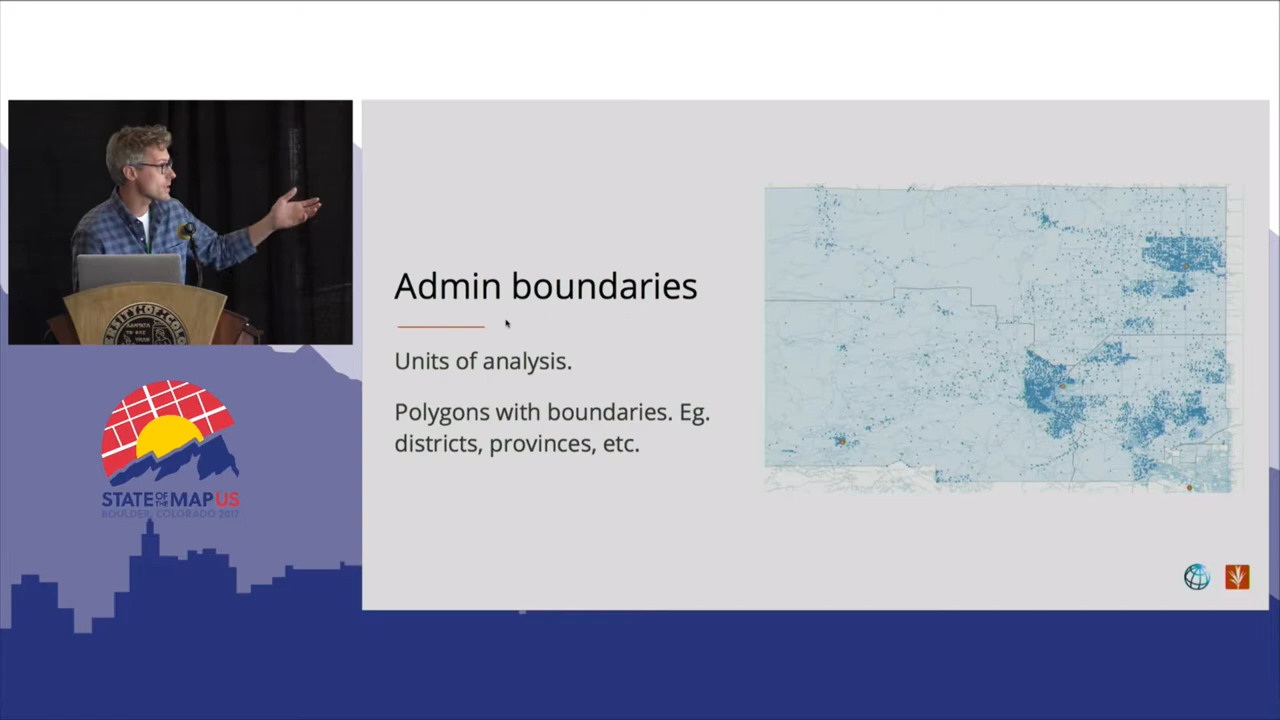 Admin boundaries
Units of analysis.
Polygons with boundaries. Eg.
districts, provinces, etc.
STATE OF THE MAP US
BOULDER, COLORADO 2017